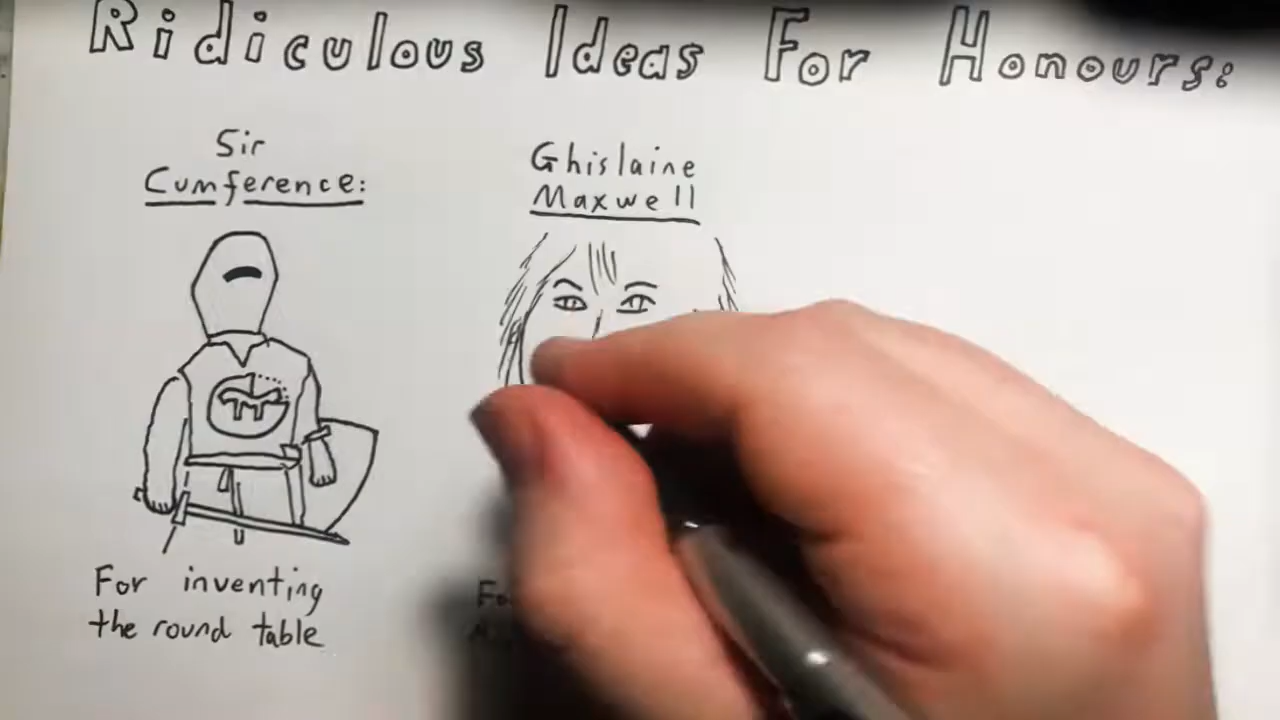 Ridiculous Ideas For Honours:
Sir
Cumference:
Ghislaine
Maxwell
For inventing
the round table